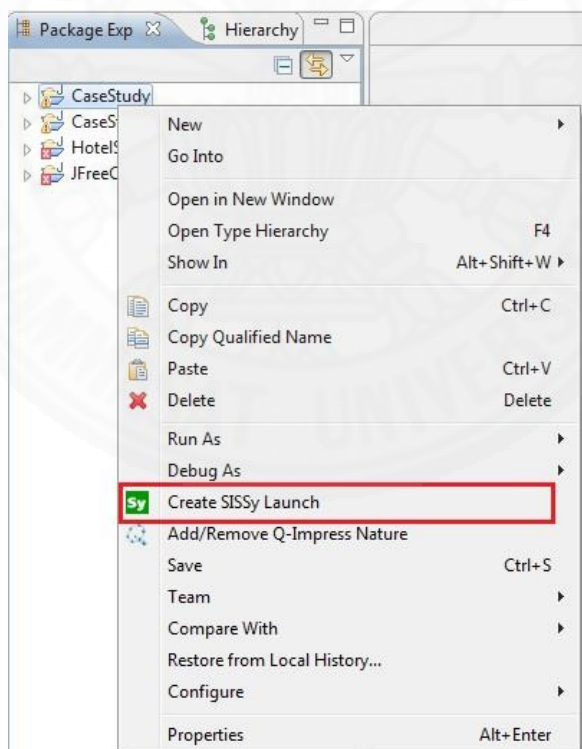 Package Exp Hierarchy
CaseStudy
CaseS
Hotel
JFreeC
New
Go Into
Open in New Window
Open Type Hierarchy F4
Show In Alt+Shift+W
Copy Ctrl+C
Copy Qualified Name
Paste Ctrl+V
Delete Delete
Run As
Debug As
Sy Create SISSy Launch
Add/Remove Q-Impress Nature
Save Ctrl+S
Team
Compare With
Restore from Local History...
Configure
Properties Alt+Enter